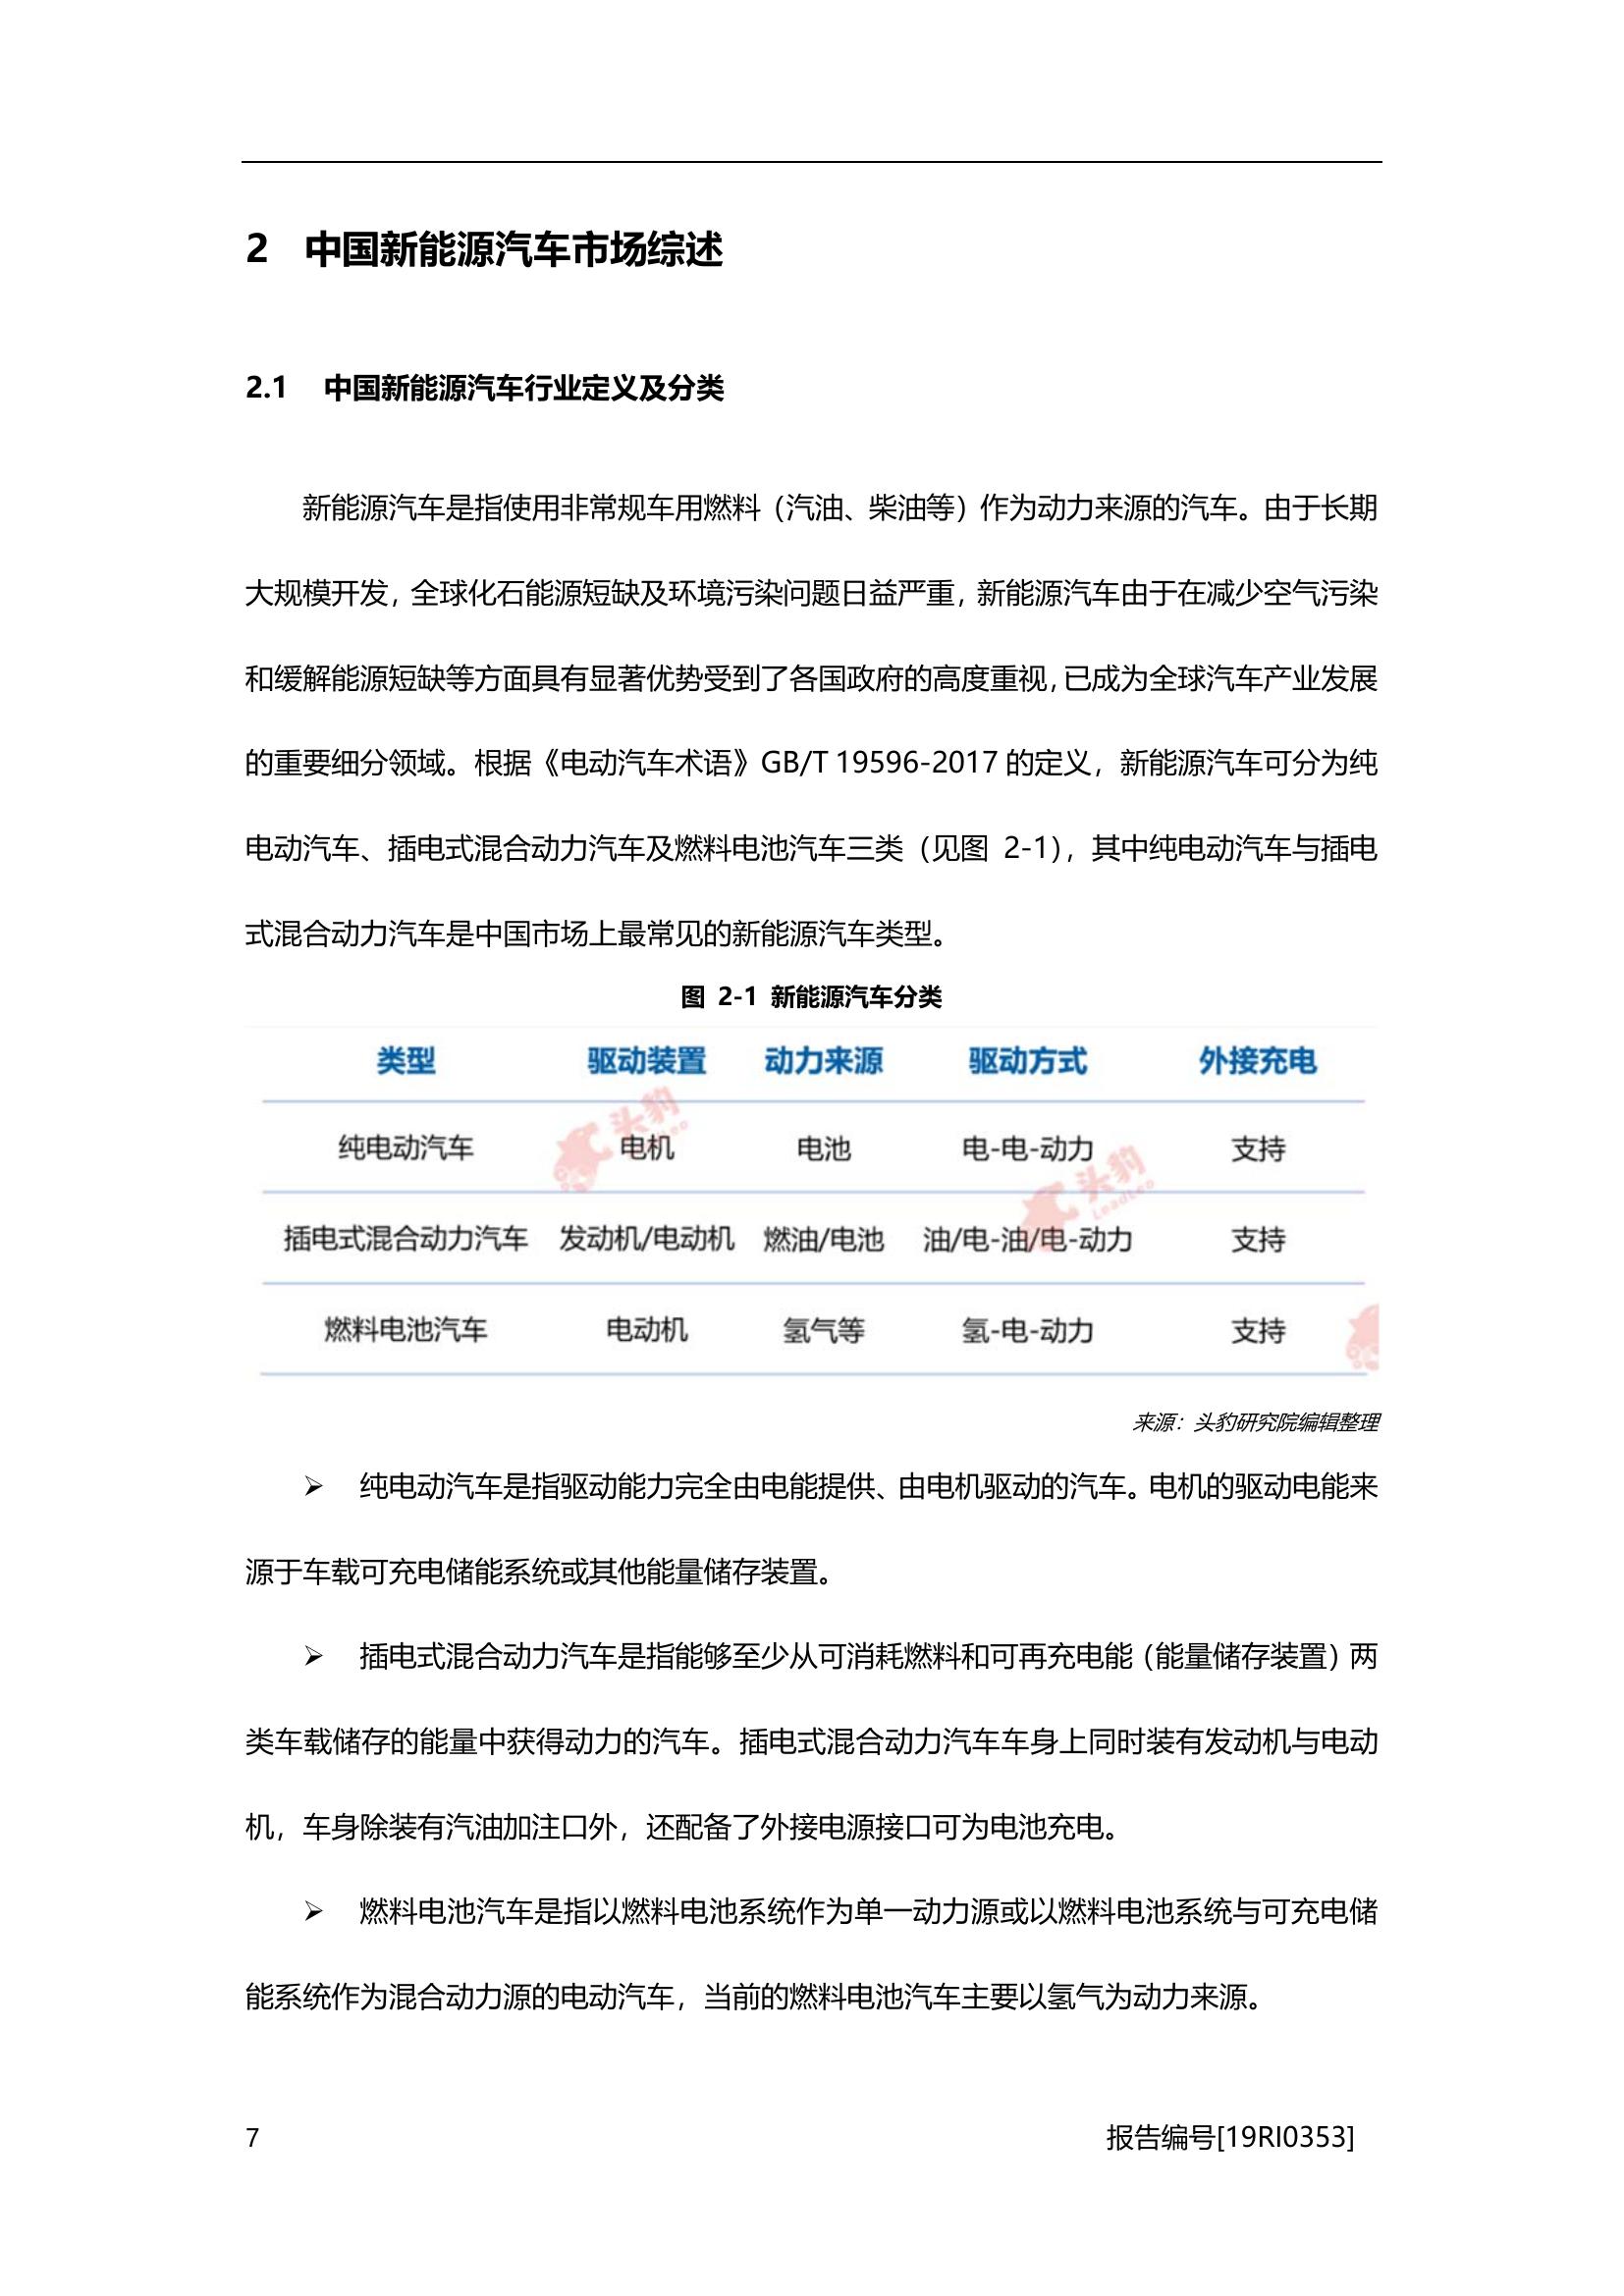 2 中国新能源汽车市场综述
2.1 中国新能源汽车行业定义及分类
新能源汽车是指使用非常规车用燃料（汽油、柴油等）作为动力来源的汽车。由于长期
大规模开发，全球化石能源短缺及环境污染问题日益严重，新能源汽车由于在减少空气污染
和缓解能源短缺等方面具有显著优势受到了各国政府的高度重视，已成为全球汽车产业发展
的重要细分领域。根据《电动汽车术语》GB/T 19596-2017 的定义，新能源汽车可分为纯
电动汽车、插电式混合动力汽车及燃料电池汽车三类（见图 2-1），其中纯电动汽车与插电
式混合动力汽车是中国市场上最常见的新能源汽车类型。
图 2-1 新能源汽车分类
类型 驱动装置 动力来源 驱动方式 外接充电
纯电动汽车 电机 电池 电-电-动力 支持
插电式混合动力汽车 发动机/电动机 燃油/电池 油/电-油/电-动力 支持
燃料电池汽车 电动机 氢气等 氢-电-动力 支持
头豹
LeadLeo
头豹
LeadLeo
来源：头豹研究院编辑整理
➢ 纯电动汽车是指驱动能力完全由电能提供、由电机驱动的汽车。电机的驱动电能来
源于车载可充电储能系统或其他能量储存装置。
➢ 插电式混合动力汽车是指能够至少从可消耗燃料和可再充电能（能量储存装置）两
类车载储存的能量中获得动力的汽车。插电式混合动力汽车车身上同时装有发动机与电动
机，车身除装有汽油加注口外，还配备了外接电源接口可为电池充电。
➢ 燃料电池汽车是指以燃料电池系统作为单一动力源或以燃料电池系统与可充电储
能系统作为混合动力源的电动汽车，当前的燃料电池汽车主要以氢气为动力来源。
7 报告编号[19RI0353]